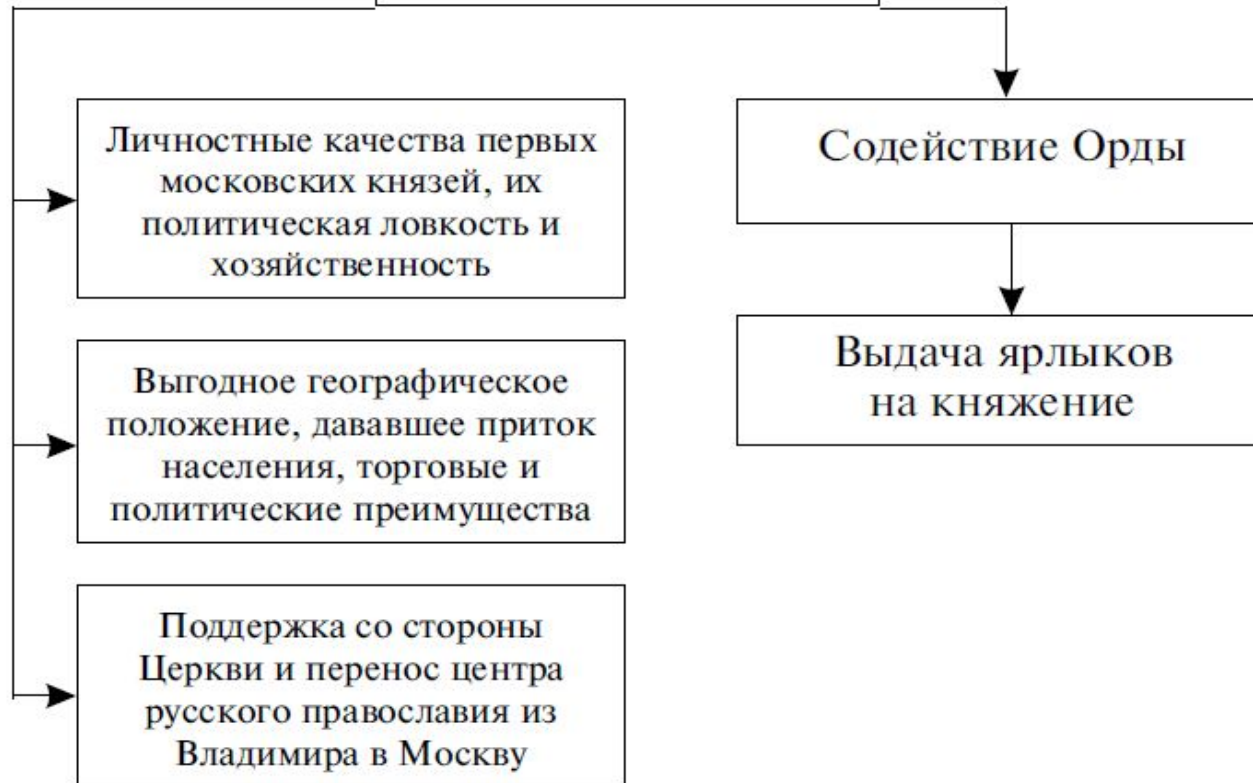 Личностные качества первых
московских князей, их
политическая ловкость и
хозяйственность
Выгодное географическое
положение, дававшее приток
населения, торговые и
политические преимущества
Поддержка со стороны
Церкви и перенос центра
русского православия из
Владимира в Москву
Содействие Орды
Выдача ярлыков
на княжение